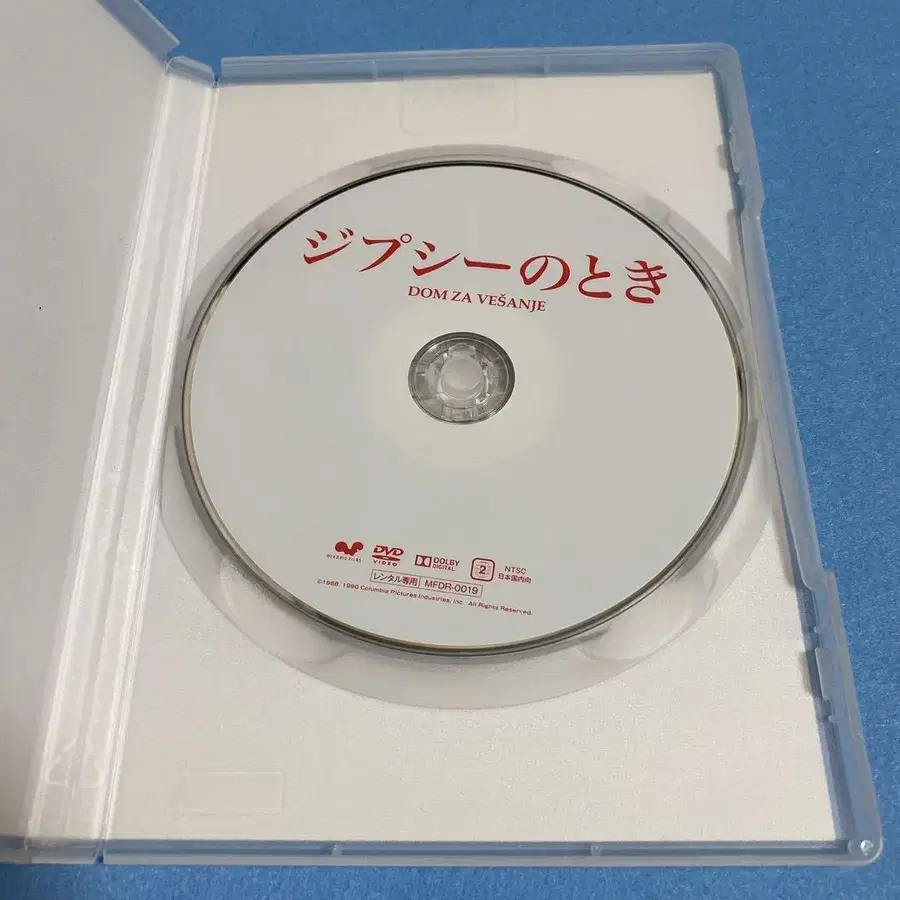 ジプシーのとき
DOM ZA VEŠANJE
DVD
VIDEO
DOLBY
DIGITAL
2
NTSC
日本国内向
レンタル専用 MFDR-0019
©1988, 1990 Columbia Pictures Industries, Inc. All Rights Reserved.